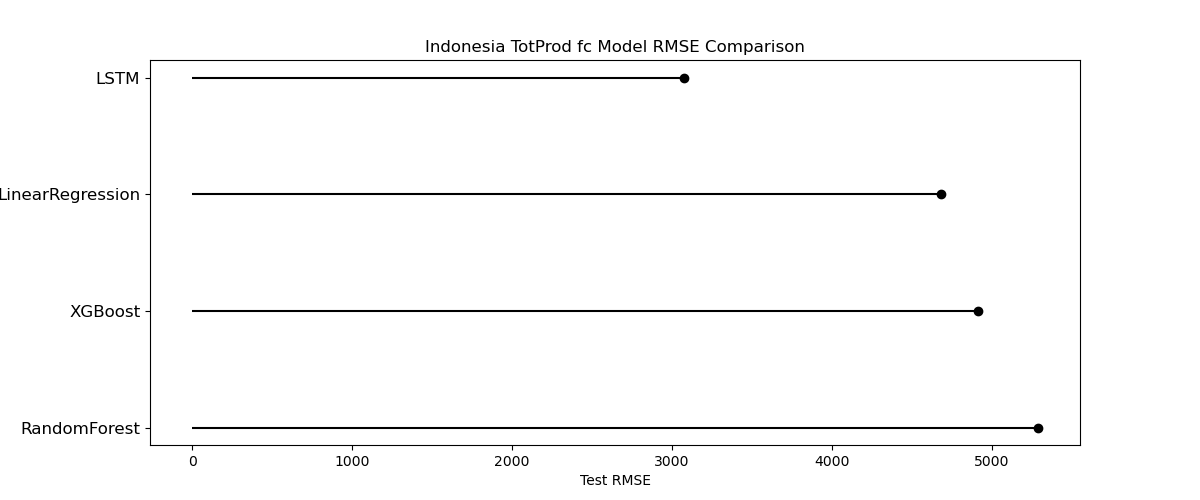 Indonesia TotProd fc Model RMSE Comparison
LSTM
LinearRegression
XGBoost
RandomForest
0 1000 2000 3000 4000 5000
Test RMSE